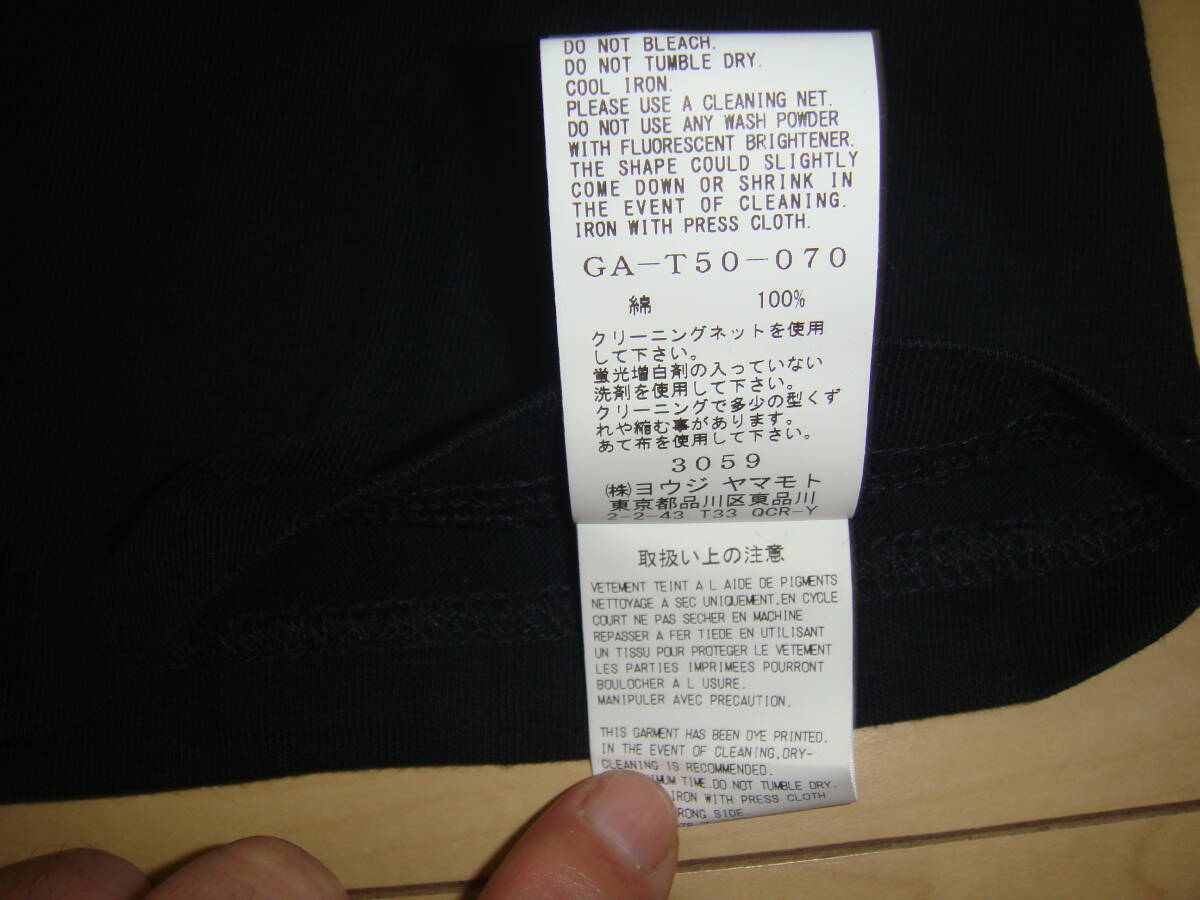 DO NOT BLEACH.
DO NOT TUMBLE DRY.
COOL IRON.
PLEASE USE A CLEANING NET.
DO NOT USE ANY WASH POWDER
WITH FLUORESCENT BRIGHTENER.
THE SHAPE COULD SLIGHTLY
COME DOWN OR SHRINK IN
THE EVENT OF CLEANING.
IRON WITH PRESS CLOTH.
GA-T50-070
綿 100%
クリーニングネットを使用
して下さい。
蛍光増白剤の入っていない
洗剤を使用して下さい。
クリーニングで多少の型くず
れや縮む事があります。
あて布を使用して下さい。
3059
(株)ヨウジ ヤマモト
東京都品川区東品川
2-2-43 T33 QCR-Y
取扱い上の注意
VETEMENT TEINT A L AIDE DE PIGMENTS
NETTOYAGE A SEC UNIQUEMENT,EN CYCLE
COURT NE PAS SECHER EN MACHINE
REPASSER A FER TIEDE EN UTILISANT
UN TISSU POUR PROTEGER LE VETEMENT
LES PARTIES IMPRIMEES POURRONT
BOULOCHER A L USURE.
MANIPULER AVEC PRECAUTION.
THIS GARMENT HAS BEEN DYE PRINTED.
IN THE EVENT OF CLEANING,DRY-
CLEANING IS RECOMMENDED.
TIME.DO NOT TUMBLE DRY.
IRON WITH PRESS CLOTH
SIDE